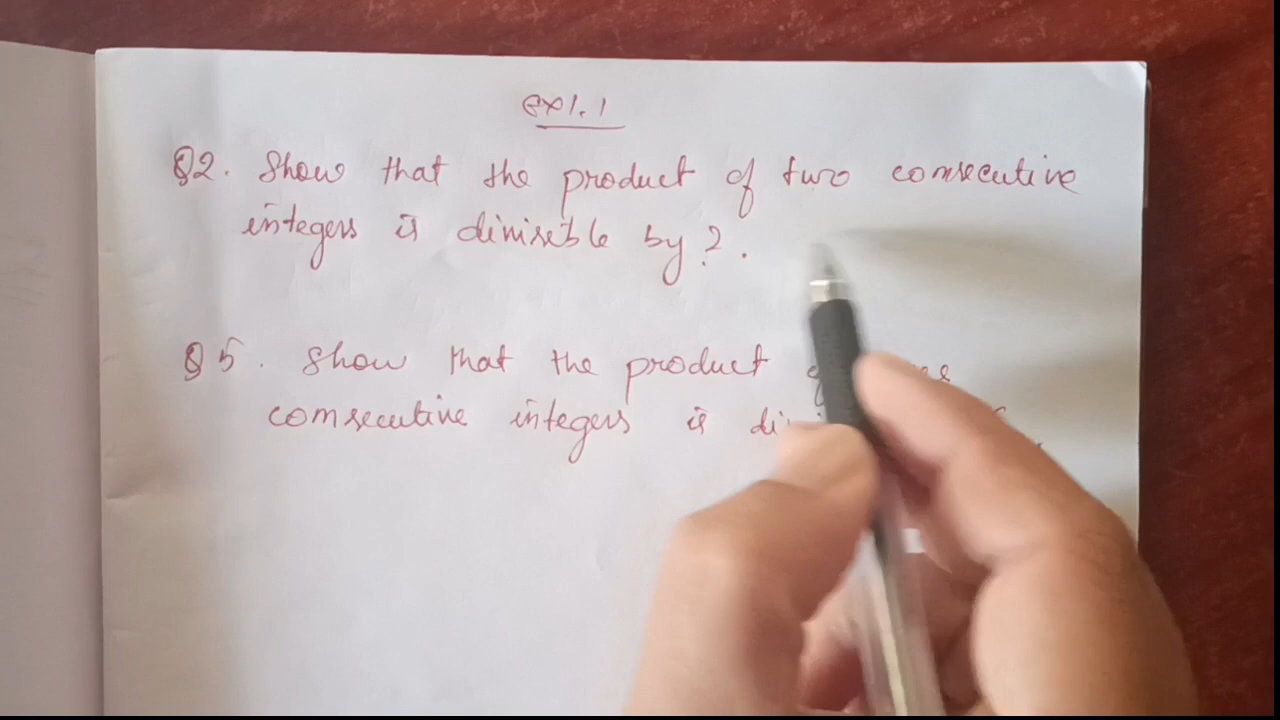 ex1.1
Q2. Show that the product of two consecutive
integers is divisible by 2.
Q5. Show that the product
consecutive integers is